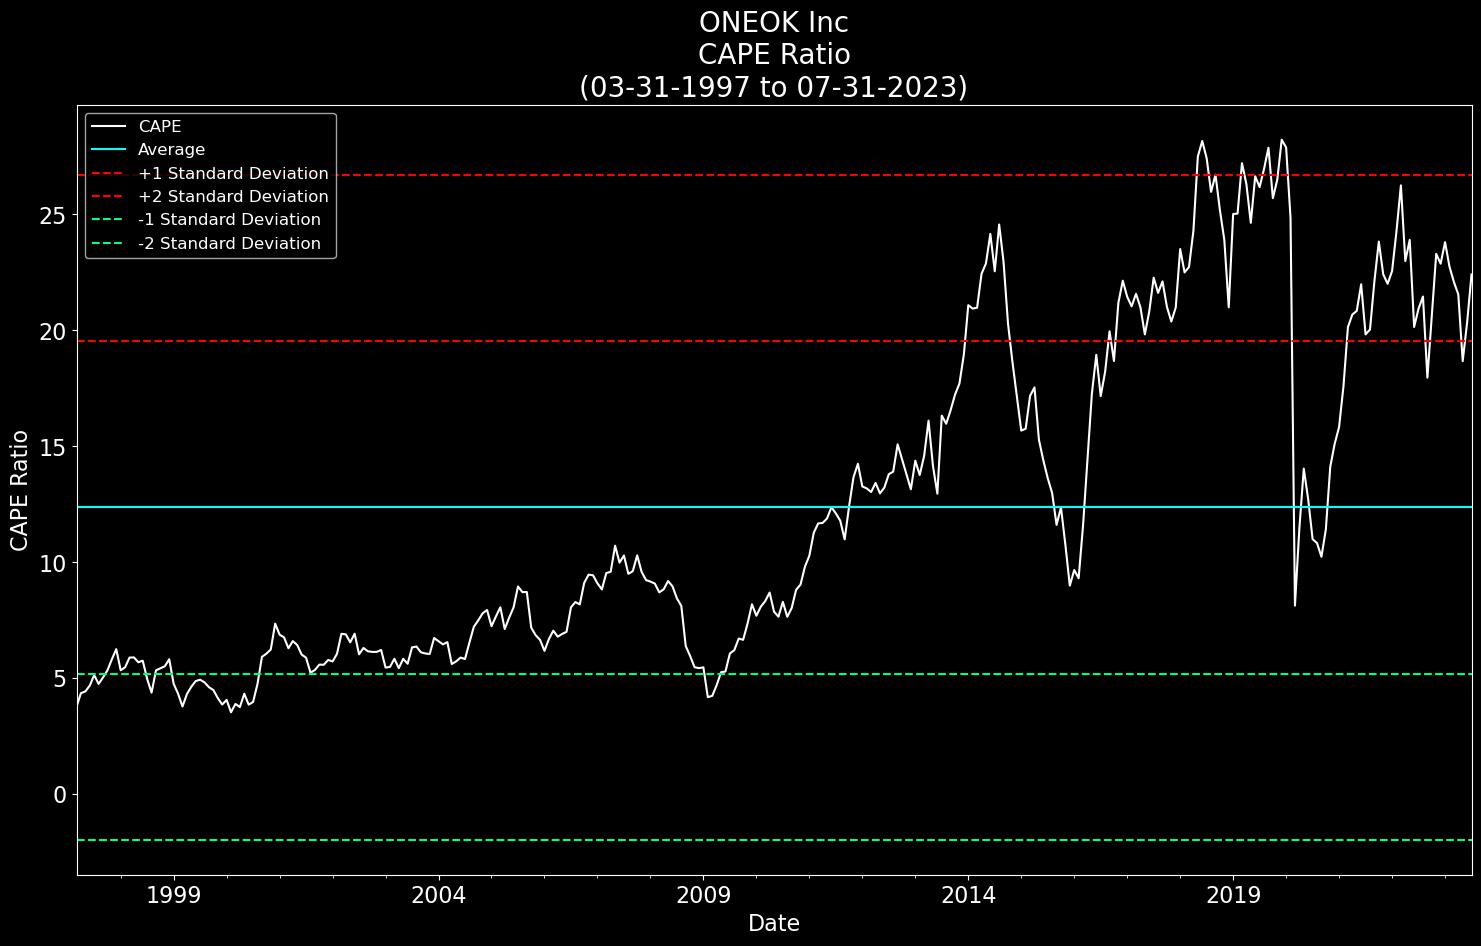 ONEOK Inc
CAPE Ratio
(03-31-1997 to 07-31-2023)
CAPE
Average
+1 Standard Deviation
+2 Standard Deviation
-1 Standard Deviation
-2 Standard Deviation
25
20
15
10
5
0
CAPE Ratio
1999 2004 2009 2014 2019
Date